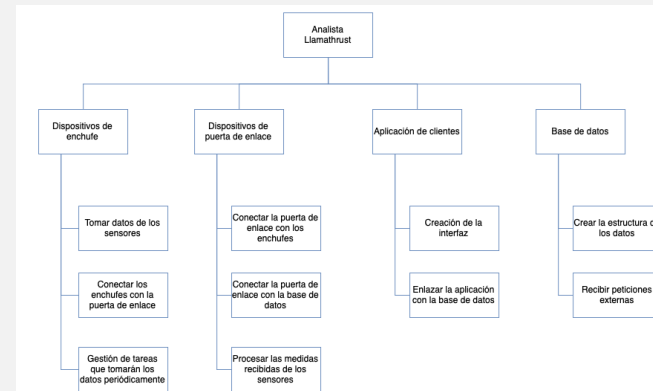 Analista
Llamathrust
Dispositivos de
enchufe
Dispositivos de
puerta de enlace
Aplicación de clientes
Base de datos
Tomar datos de los
sensores
Conectar la puerta de
enlace con los
enchufes
Creación de la
interfaz
Crear la estructura
los datos
Conectar los
enchufes con la
puerta de enlace
Conectar la puerta de
enlace con la base de
datos
Enlazar la aplicación
con la base de datos
Recibir peticiones
externas
Gestión de tareas
que tomarán los
datos periódicamente
Procesar las medidas
recibidas de los
sensores